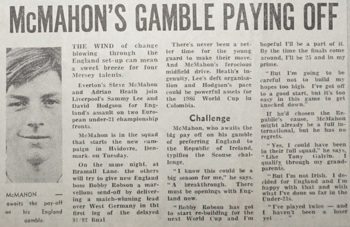 McMAHON'S GAMBLE PAYING OFF
McMAHON —
awaits the pay-off
on his England
gamble.
THE WIND of change
blowing through the
England set-up can mean
a sweet breeze for four
Mersey talents.
Everton's Steve McMahon
and Adrian Heath join
Liverpool's Sammy Lee and
David Hodgson for Eng-
land's assault on two Euro-
pean under-21 championship
fronts.
McMahon is in the squad
that starts the new cam-
paign in Hvidovre, Den-
mark on Tuesday.
On the same night, at
Bramall Lane, the others
will try to give new England
boss Bobby Robson a mar-
vellous send-off by deliver-
ing a match-winning lead
over West Germany in the
first leg of the delayed
There's never been a bet-
ter time for the young
guard to make their move.
And McMahon's ferocious
midfield drive, Heath's in-
genuity, Lee's deft organisa-
tion and Hodgson's pace
could be powerful assets for
the 1986 World Cup in
Colombia.
Challenge
McMahon, who awaits the
big pay off on his gamble
of preferring England to
the Republic of Ireland,
typifies the Scouse chal-
lenge.
"I know this could be a
big season for me," he says.
"A breakthrough. There
must be openings with Eng-
land now.
"Bobby Robson has got
to start re-building for the
next World Cup and I'm
hopeful I'll be a part of it.
By the time the finals come
around, I'll be 25 and in my
prime.
"But I'm going to be
careful not to build my
hopes too high. I've got off
to a good start, but it's too
easy in this game to get
knocked down."
If he'd chosen the Re-
public's cause, McMahon
might already be a full in-
ternational, but he has no
regrets.
"Yes, I could have been
in their full squad," he says,
"Like Tony Galvin. I
qualify through my grand-
parents.
"But I'm not Irish. I de-
cided for England and I'm
happy with that and with
what I've done so far in the
Under-21s.
"I've played twice — and
I haven't been a loser
yet